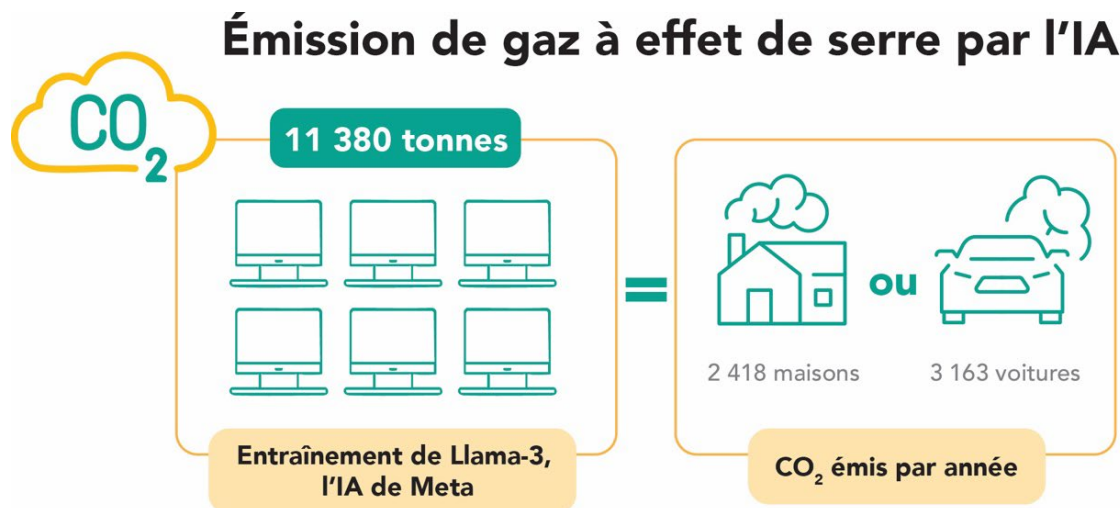 Émission de gaz à effet de serre par l'IA
CO2
11 380 tonnes
=
ou
2 418 maisons
3 163 voitures
Entraînement de Llama-3,
l'IA de Meta
CO₂ émis par année